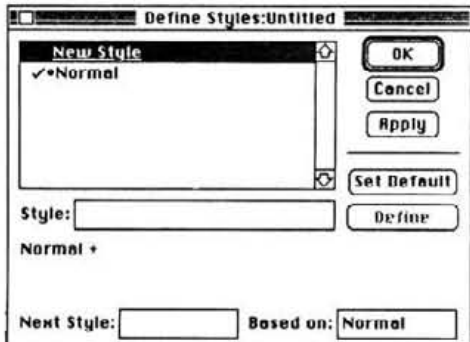 Define Styles:Untitled
New Style
✓•Normal
OK
Cancel
Apply
Set Default
Define
Style:
Normal +
Next Style:
Based on: Normal